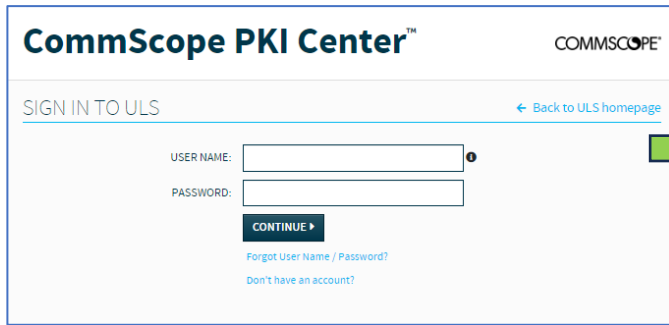 CommScope PKI Center™
COMMSCOPE®
SIGN IN TO ULS
← Back to ULS homepage
USER NAME:
PASSWORD:
CONTINUE
Forgot User Name / Password?
Don't have an account?